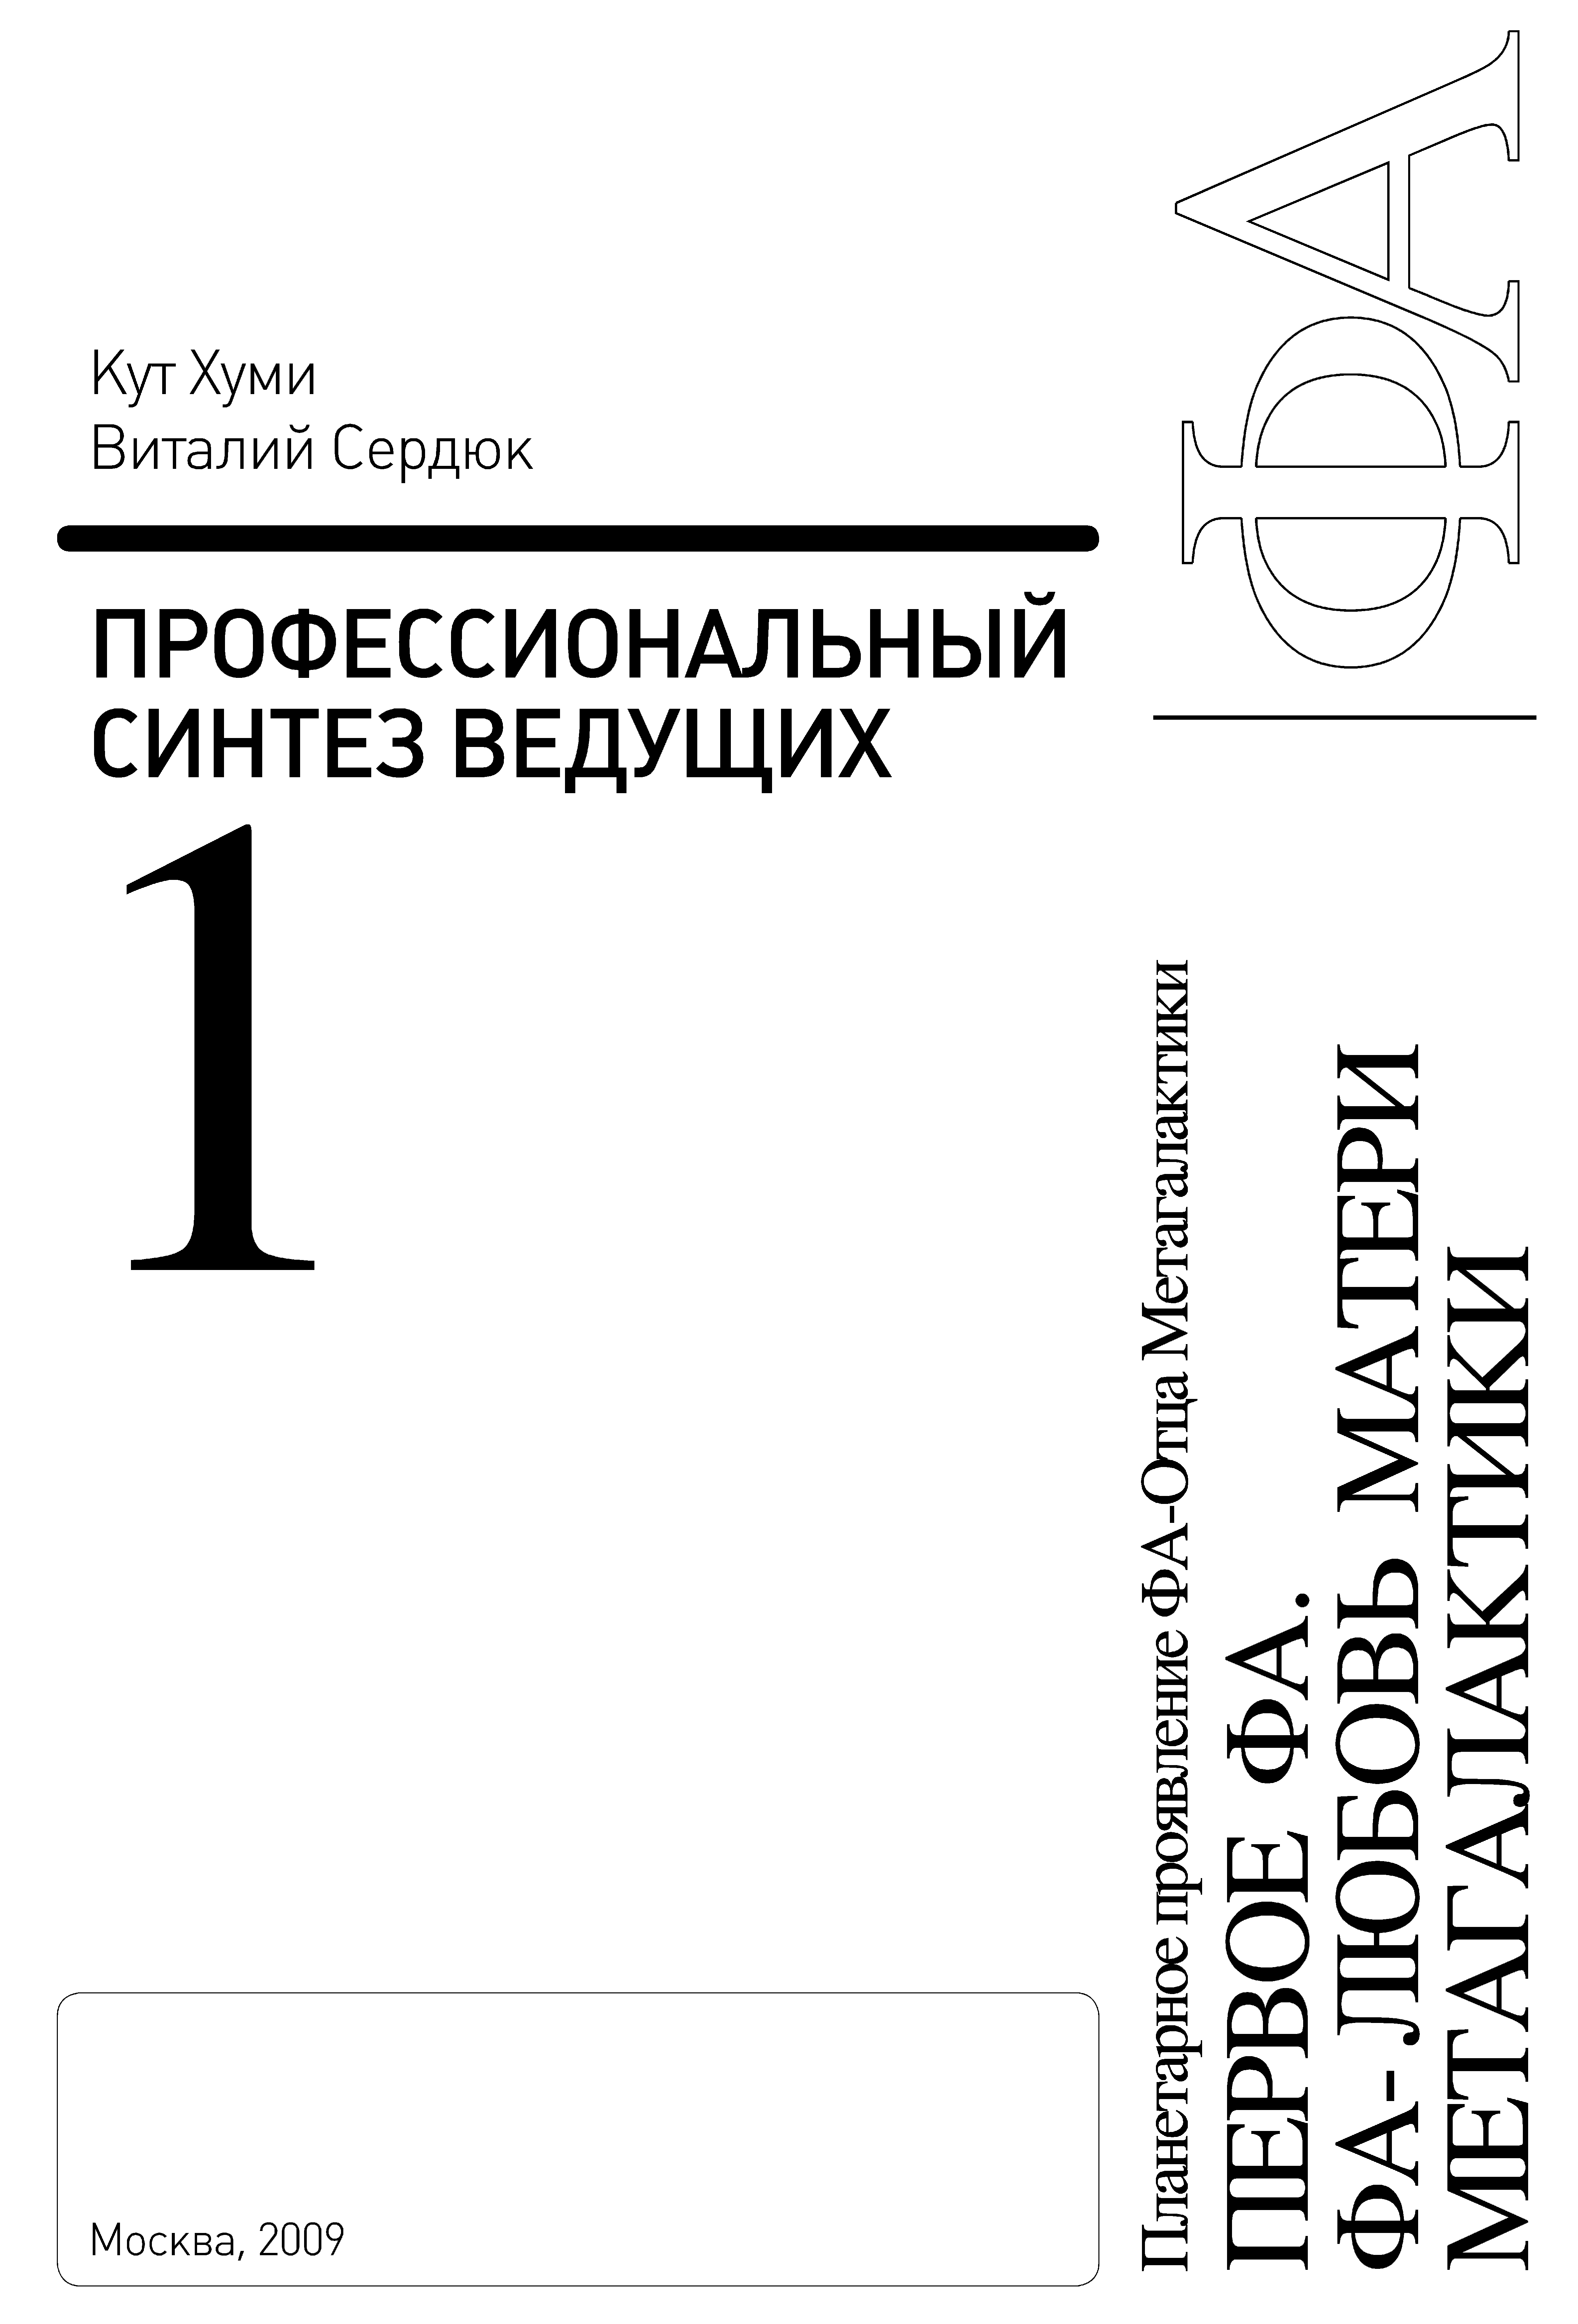 Кут Хуми
Виталий Сердюк
ПРОФЕССИОНАЛЬНЫЙ
СИНТЕЗ ВЕДУЩИХ
1
Москва, 2009
ФА
Планетарное проявление ФА-Отца Метагалактики
ПЕРВОЕ ФА.
ФА- ЛЮБОВЬ МАТЕРИ
МЕТАГАЛАКТИКИ